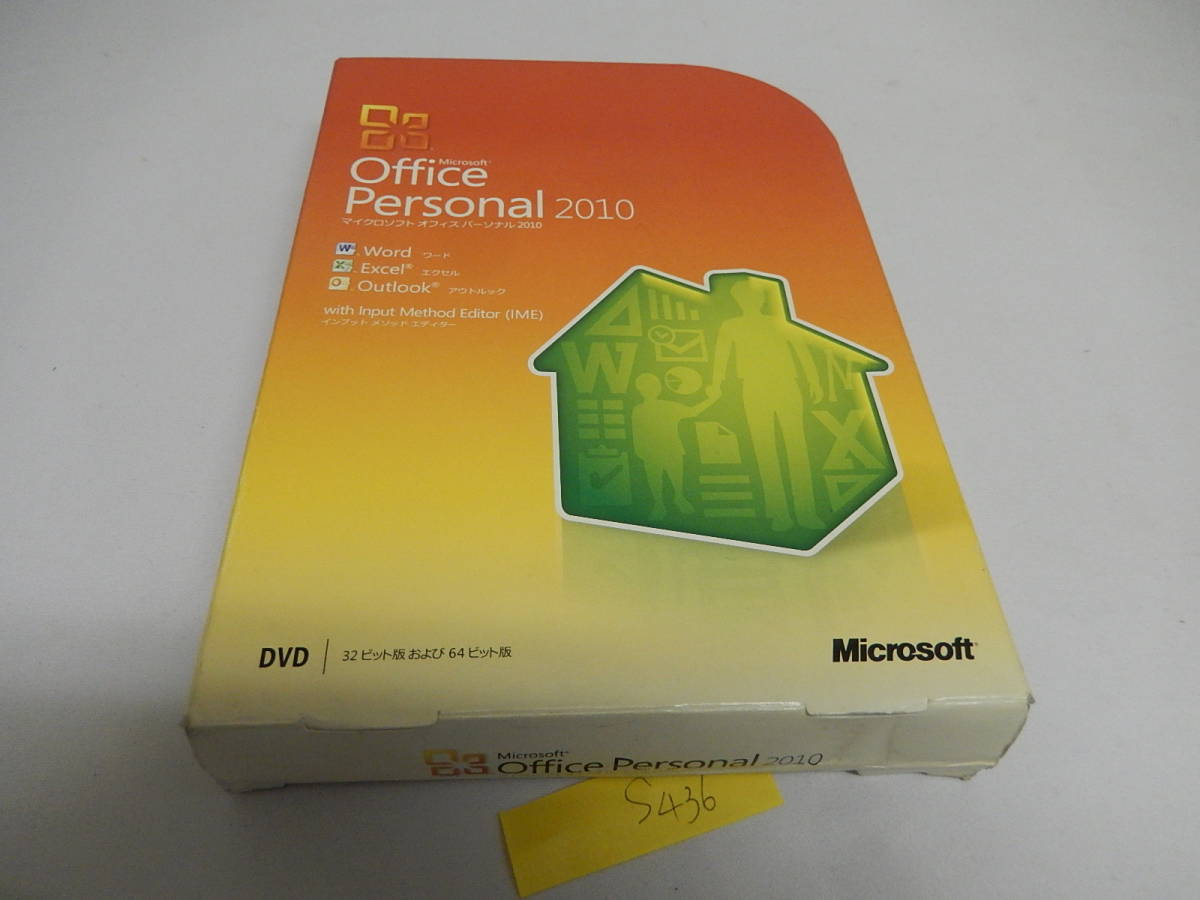 Microsoft®
Office
Personal 2010
マイクロソフト オフィス パーソナル 2010
W Word ワード
X Excel® エクセル
O Outlook® アウトルック
with Input Method Editor (IME)
インプット メソッド エディター
W
N
X
DVD 32 ビット版 および 64 ビット版
Microsoft®
Microsoft®
Office Personal 2010
S436